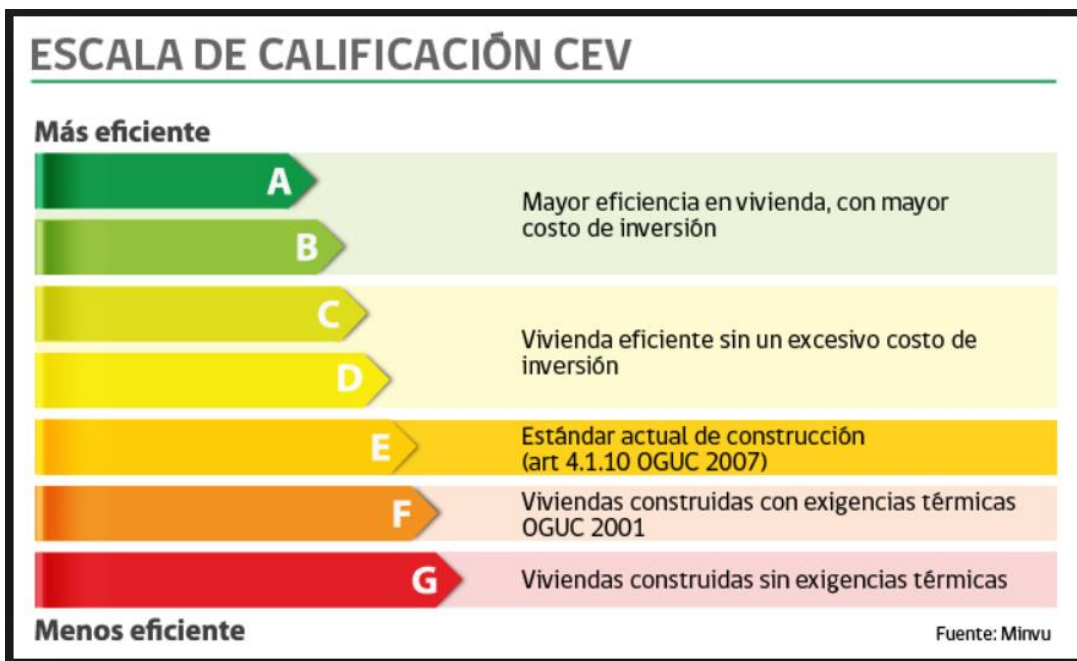 ESCALA DE CALIFICACIÓN CEV
Más eficiente
A
B
Mayor eficiencia en vivienda, con mayor
costo de inversión
C
D
Vivienda eficiente sin un excesivo costo de
inversión
E
Estándar actual de construcción
(art 4.1.10 OGUC 2007)
F
Viviendas construidas con exigencias térmicas
OGUC 2001
G
Viviendas construidas sin exigencias térmicas
Menos eficiente
Fuente: Minvu